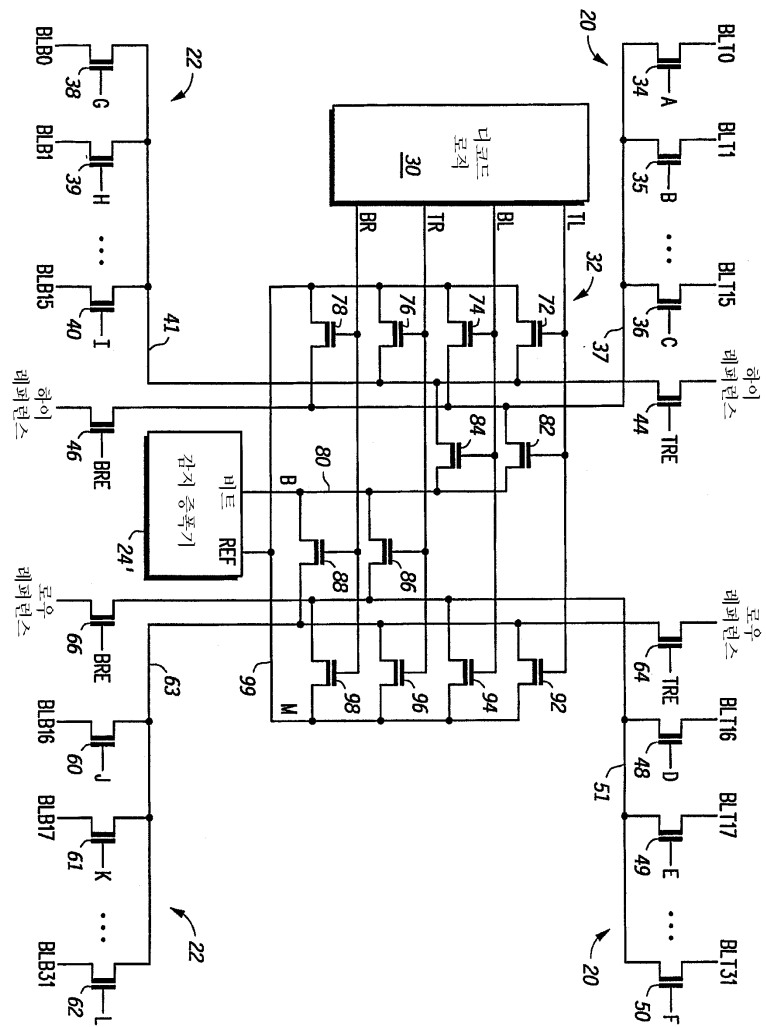 BLT0
BLT1
BLT15
하이
레퍼런스
로우
레퍼런스
BLT16
BLT17
BLT31
34
A
35
B
• • •
36
C
44
TRE
64
TRE
48
D
49
E
• • •
50
F
20
37
51
20
32
디코드
로직
30
TL
BL
TR
BR
72
74
76
78
82
84
86
88
92
94
96
98
80
B
M
99
비트
REF
감지 증폭기
24'
22
41
63
22
38
G
39
H
• • •
40
I
46
BRE
66
BRE
60
J
61
K
• • •
62
L
BLB0
BLB1
BLB15
하이
레퍼런스
로우
레퍼런스
BLB16
BLB17
BLB31